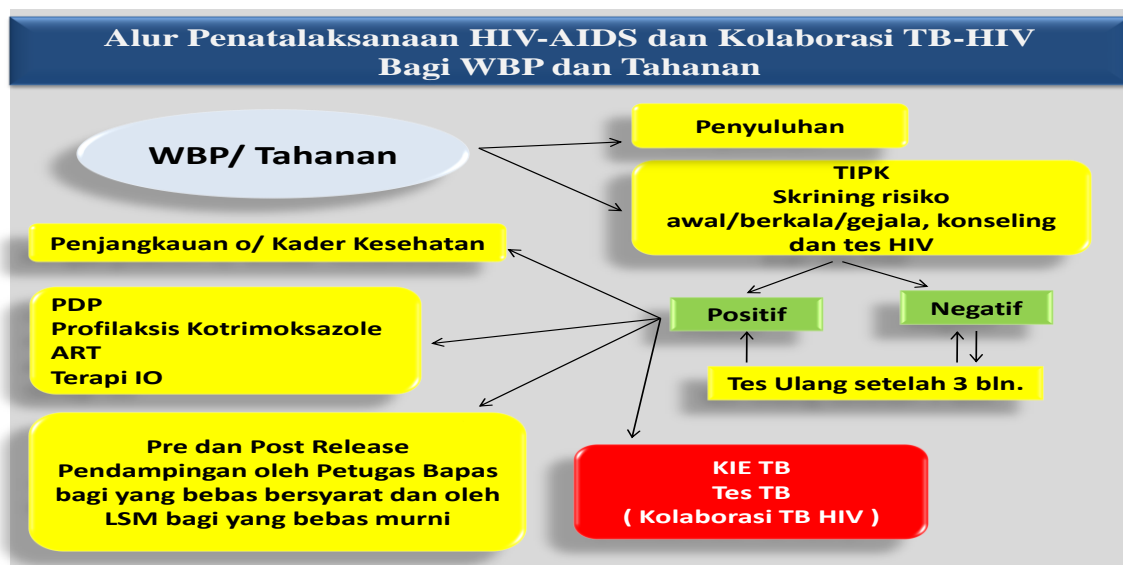 Alur Penatalaksanaan HIV-AIDS dan Kolaborasi TB-HIV
Bagi WBP dan Tahanan
WBP/ Tahanan
Penyuluhan
TIPK
Skrining risiko
awal/berkala/gejala, konseling
dan tes HIV
Penjangkauan o/ Kader Kesehatan
Positif
Negatif
PDP
Profilaksis Kotrimoksazole
ART
Terapi IO
Tes Ulang setelah 3 bln.
Pre dan Post Release
Pendampingan oleh Petugas Bapas
bagi yang bebas bersyarat dan oleh
LSM bagi yang bebas murni
KIE TB
Tes TB
( Kolaborasi TB HIV )